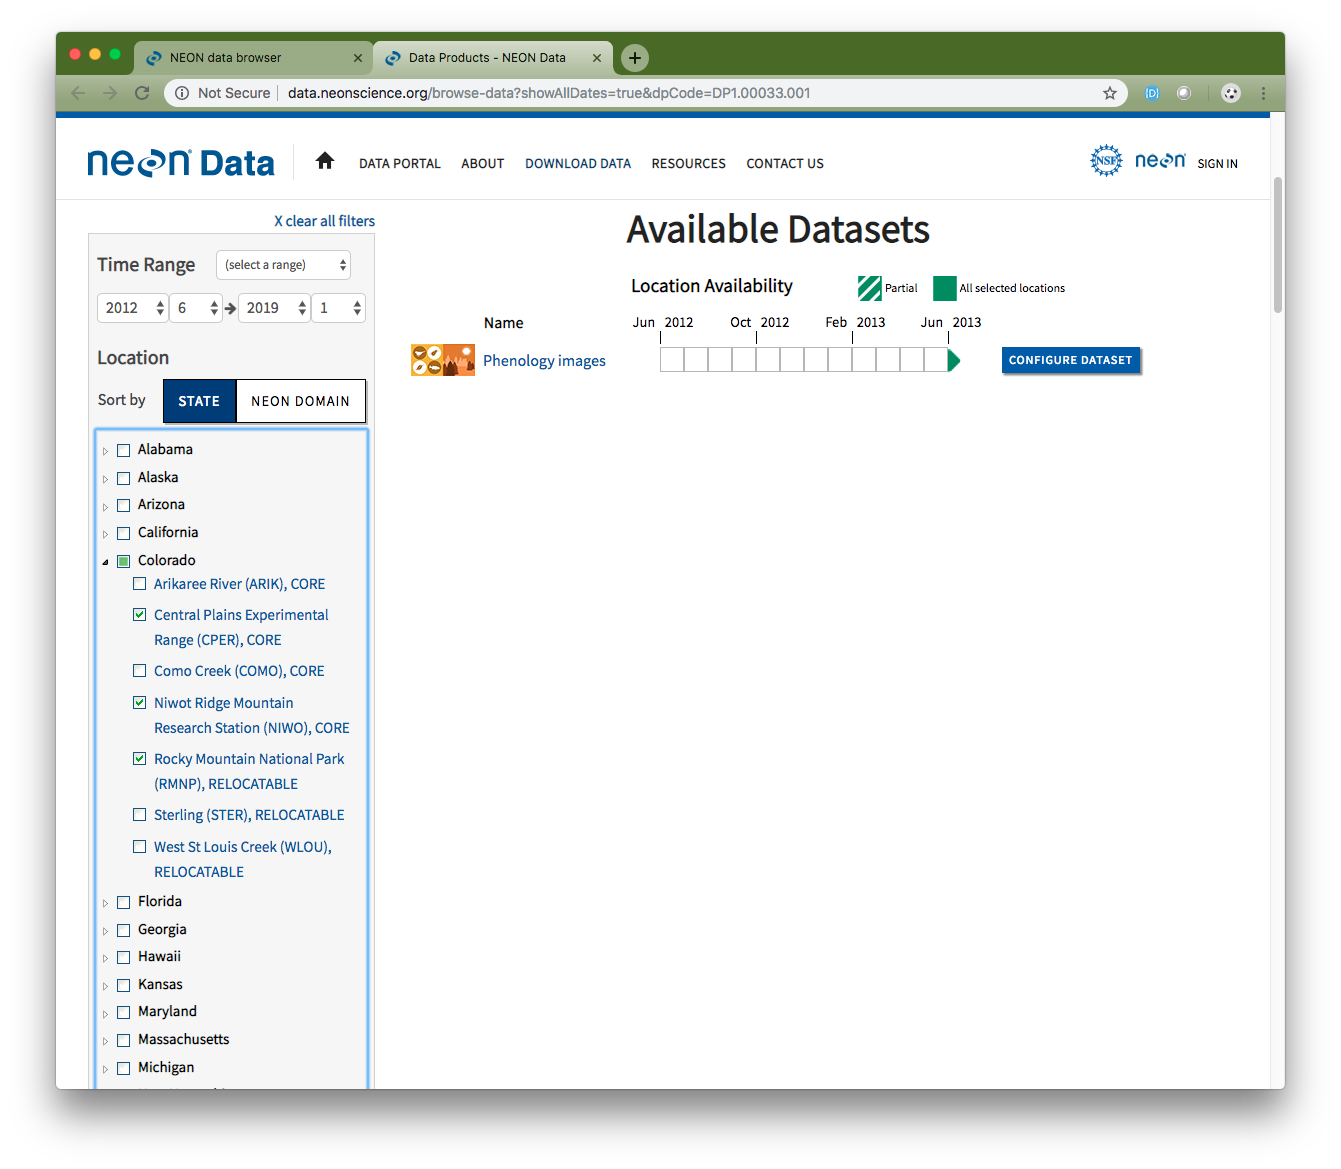 NEON data browser
Data Products - NEON Data
Not Secure
data.neonscience.org/browse-data?showAllDates=true&dpCode=DP1.00033.001
neon Data
DATA PORTAL
ABOUT
DOWNLOAD DATA
RESOURCES
CONTACT US
NSF
neon
SIGN IN
X clear all filters
Time Range
(select a range)
2012
6
2019
1
Location
Sort by
STATE
NEON DOMAIN
Alabama
Alaska
Arizona
California
Colorado
Arikaree River (ARIK), CORE
Central Plains Experimental
Range (CPER), CORE
Como Creek (COMO), CORE
Niwot Ridge Mountain
Research Station (NIWO), CORE
Rocky Mountain National Park
(RMNP), RELOCATABLE
Sterling (STER), RELOCATABLE
West St Louis Creek (WLOU),
RELOCATABLE
Florida
Georgia
Hawaii
Kansas
Maryland
Massachusetts
Michigan
Available Datasets
Location Availability
Partial
All selected locations
Name
Jun 2012
Oct 2012
Feb 2013
Jun 2013
Phenology images
CONFIGURE DATASET